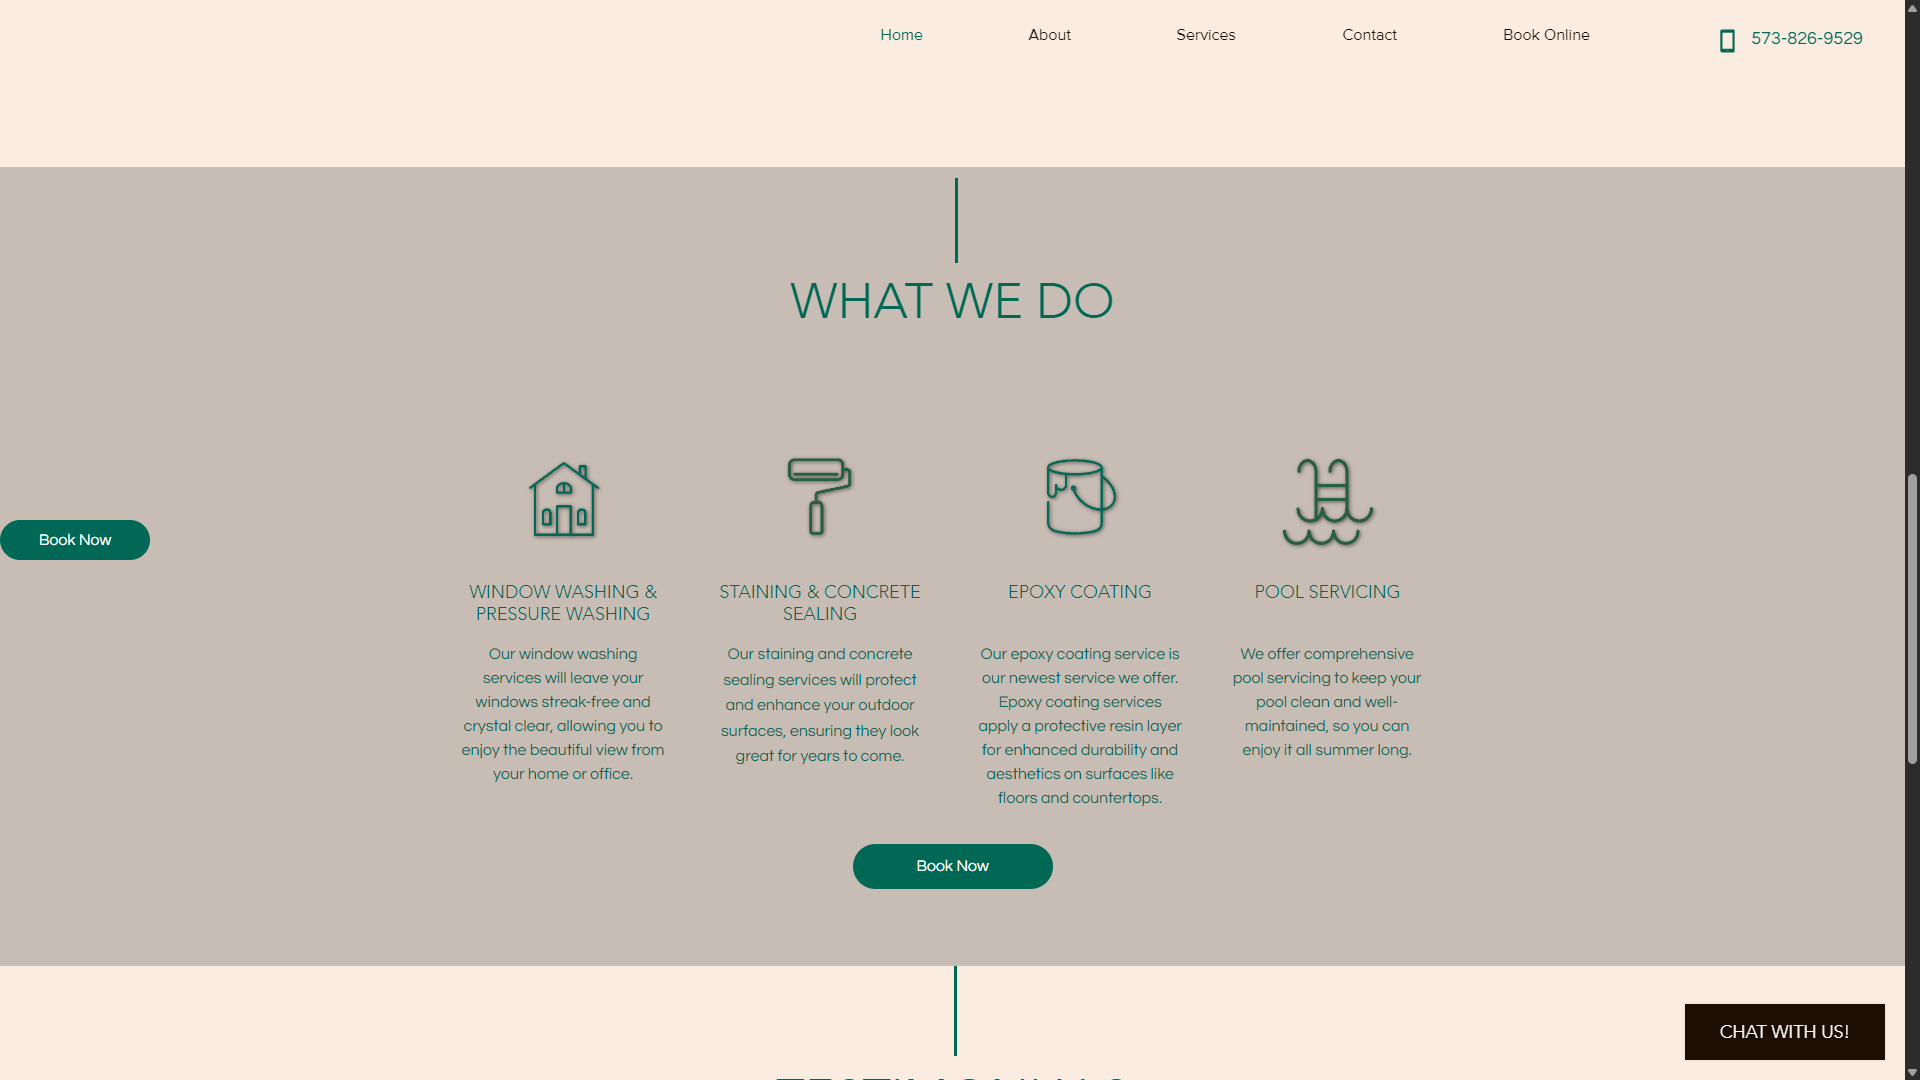 Home
About
Services
Contact
Book Online
573-826-9529
WHAT WE DO
Book Now
WINDOW WASHING &
PRESSURE WASHING
Our window washing
services will leave your
windows streak-free and
crystal clear, allowing you to
enjoy the beautiful view from
your home or office.
STAINING & CONCRETE
SEALING
Our staining and concrete
sealing services will protect
and enhance your outdoor
surfaces, ensuring they look
great for years to come.
EPOXY COATING
Our epoxy coating service is
our newest service we offer.
Epoxy coating services
apply a protective resin layer
for enhanced durability and
aesthetics on surfaces like
floors and countertops.
POOL SERVICING
We offer comprehensive
pool servicing to keep your
pool clean and well-
maintained, so you can
enjoy it all summer long.
Book Now
CHAT WITH US!